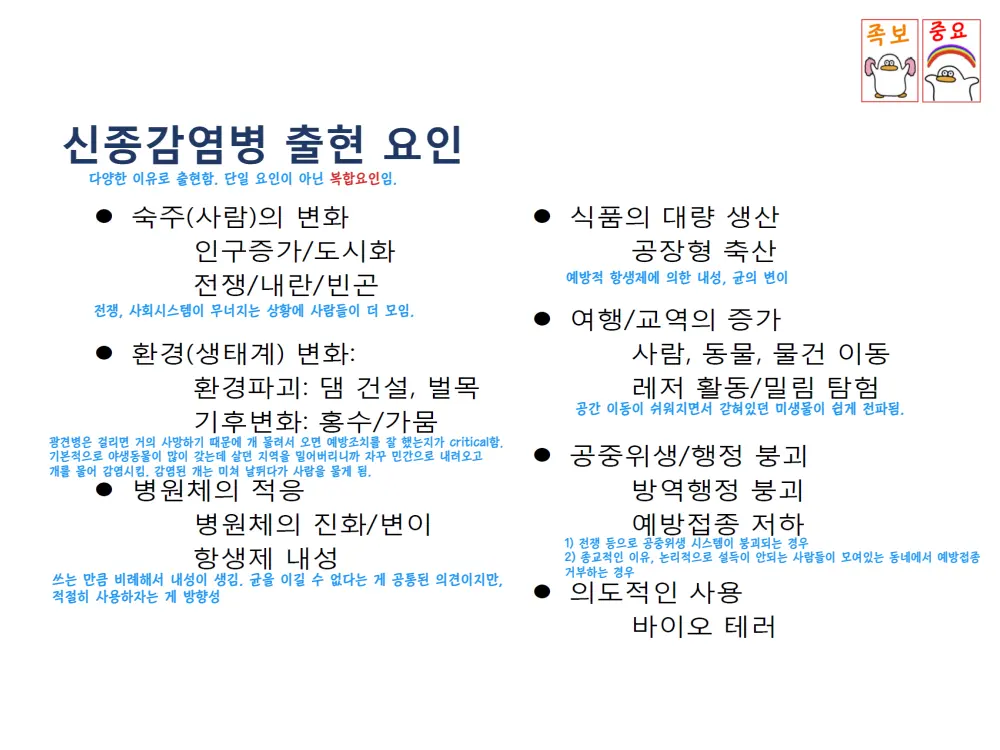 족보 중요
신종감염병 출현 요인
다양한 이유로 출현함. 단일 요인이 아닌 복합요인임.
● 숙주(사람)의 변화
인구증가/도시화
전쟁/내란/빈곤
전쟁, 사회시스템이 무너지는 상황에 사람들이 더 모임.
● 환경(생태계) 변화:
환경파괴: 댐 건설, 벌목
기후변화: 홍수/가뭄
광견병은 걸리면 거의 사망하기 때문에 개 물려서 오면 예방조치를 잘 했는지가 critical함.
기본적으로 야생동물이 많이 갖는데 살던 지역을 밀어버리니까 자꾸 민간으로 내려오고
개를 물어 감염시킴. 감염된 개는 미쳐 날뛰다가 사람을 물게 됨.
● 병원체의 적응
병원체의 진화/변이
항생제 내성
쓰는 만큼 비례해서 내성이 생김. 균을 이길 수 없다는 게 공통된 의견이지만,
적절히 사용하자는 게 방향성
● 식품의 대량 생산
공장형 축산
예방적 항생제에 의한 내성, 균의 변이
● 여행/교역의 증가
사람, 동물, 물건 이동
레저 활동/밀림 탐험
공간 이동이 쉬워지면서 갇혀있던 미생물이 쉽게 전파됨.
● 공중위생/행정 붕괴
방역행정 붕괴
예방접종 저하
1) 전쟁 등으로 공중위생 시스템이 붕괴되는 경우
2) 종교적인 이유, 논리적으로 설득이 안되는 사람들이 모여있는 동네에서 예방접종
거부하는 경우
● 의도적인 사용
바이오 테러